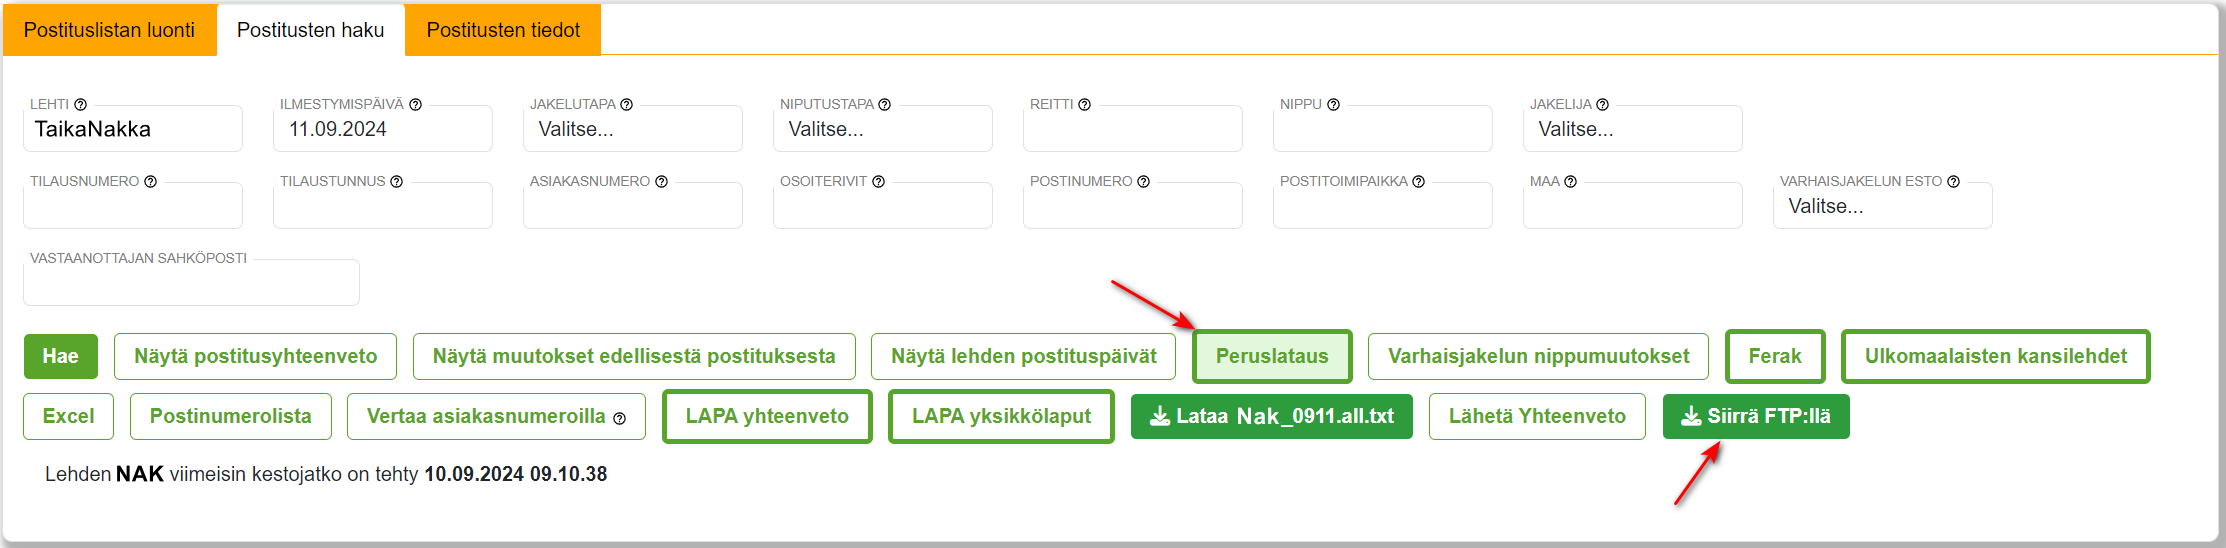 Postituslistan luonti Postitusten haku Postitusten tiedot
LEHTI ILMESTYMISPÄIVÄ JAKELUTAPA NIPUTUSTAPA REITTI NIPPU JAKELIJA
TaikaNakka 11.09.2024 Valitse... Valitse... Valitse...
TILAUSNUMERO TILAUSTUNNUS ASIAKASNUMERO OSOITERIVIT POSTINUMERO POSTITOIMIPAIKKA MAA VARHAISJAKELUN ESTO
Valitse...
VASTAANOTTAJAN SAHKÖPOSTI
Hae Näytä postitusyhteenveto Näytä muutokset edellisestä postituksesta Näytä lehden postituspäivät Peruslataus Varhaisjakelun nippumuutokset Ferak Ulkomaalaisten kansilehdet
Excel Postinumerolista Vertaa asiakasnumeroilla LAPA yhteenveto LAPA yksikkölaput Lataa Nak_0911.all.txt Lähetä Yhteenveto Siirrä FTP:llä
Lehden NAK viimeisin kestojatko on tehty 10.09.2024 09.10.38